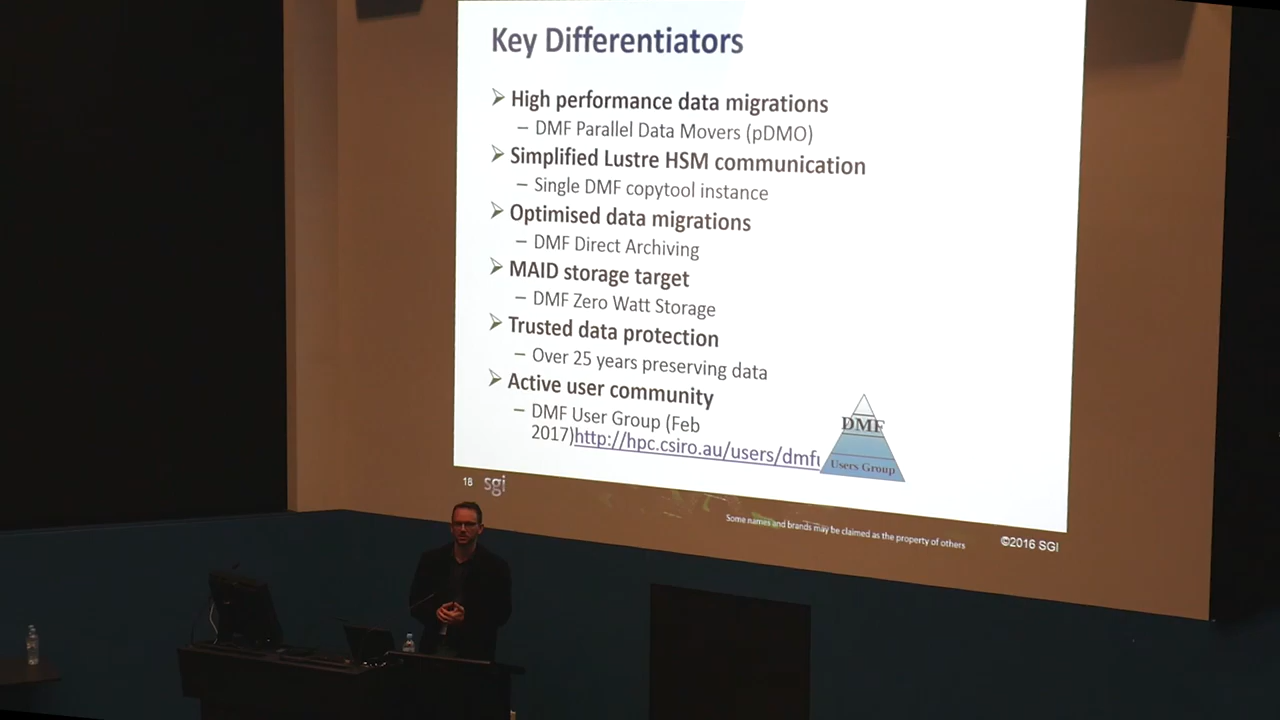 Key Differentiators
➢ High performance data migrations
– DMF Parallel Data Movers (pDMO)
➢ Simplified Lustre HSM communication
– Single DMF copytool instance
➢ Optimised data migrations
– DMF Direct Archiving
➢ MAID storage target
– DMF Zero Watt Storage
➢ Trusted data protection
– Over 25 years preserving data
➢ Active user community
– DMF User Group (Feb
2017)http://hpc.csiro.au/users/dmfu
DMF
Users Group
18 sgi
Some names and brands may be claimed as the property of others
©2016 SGI